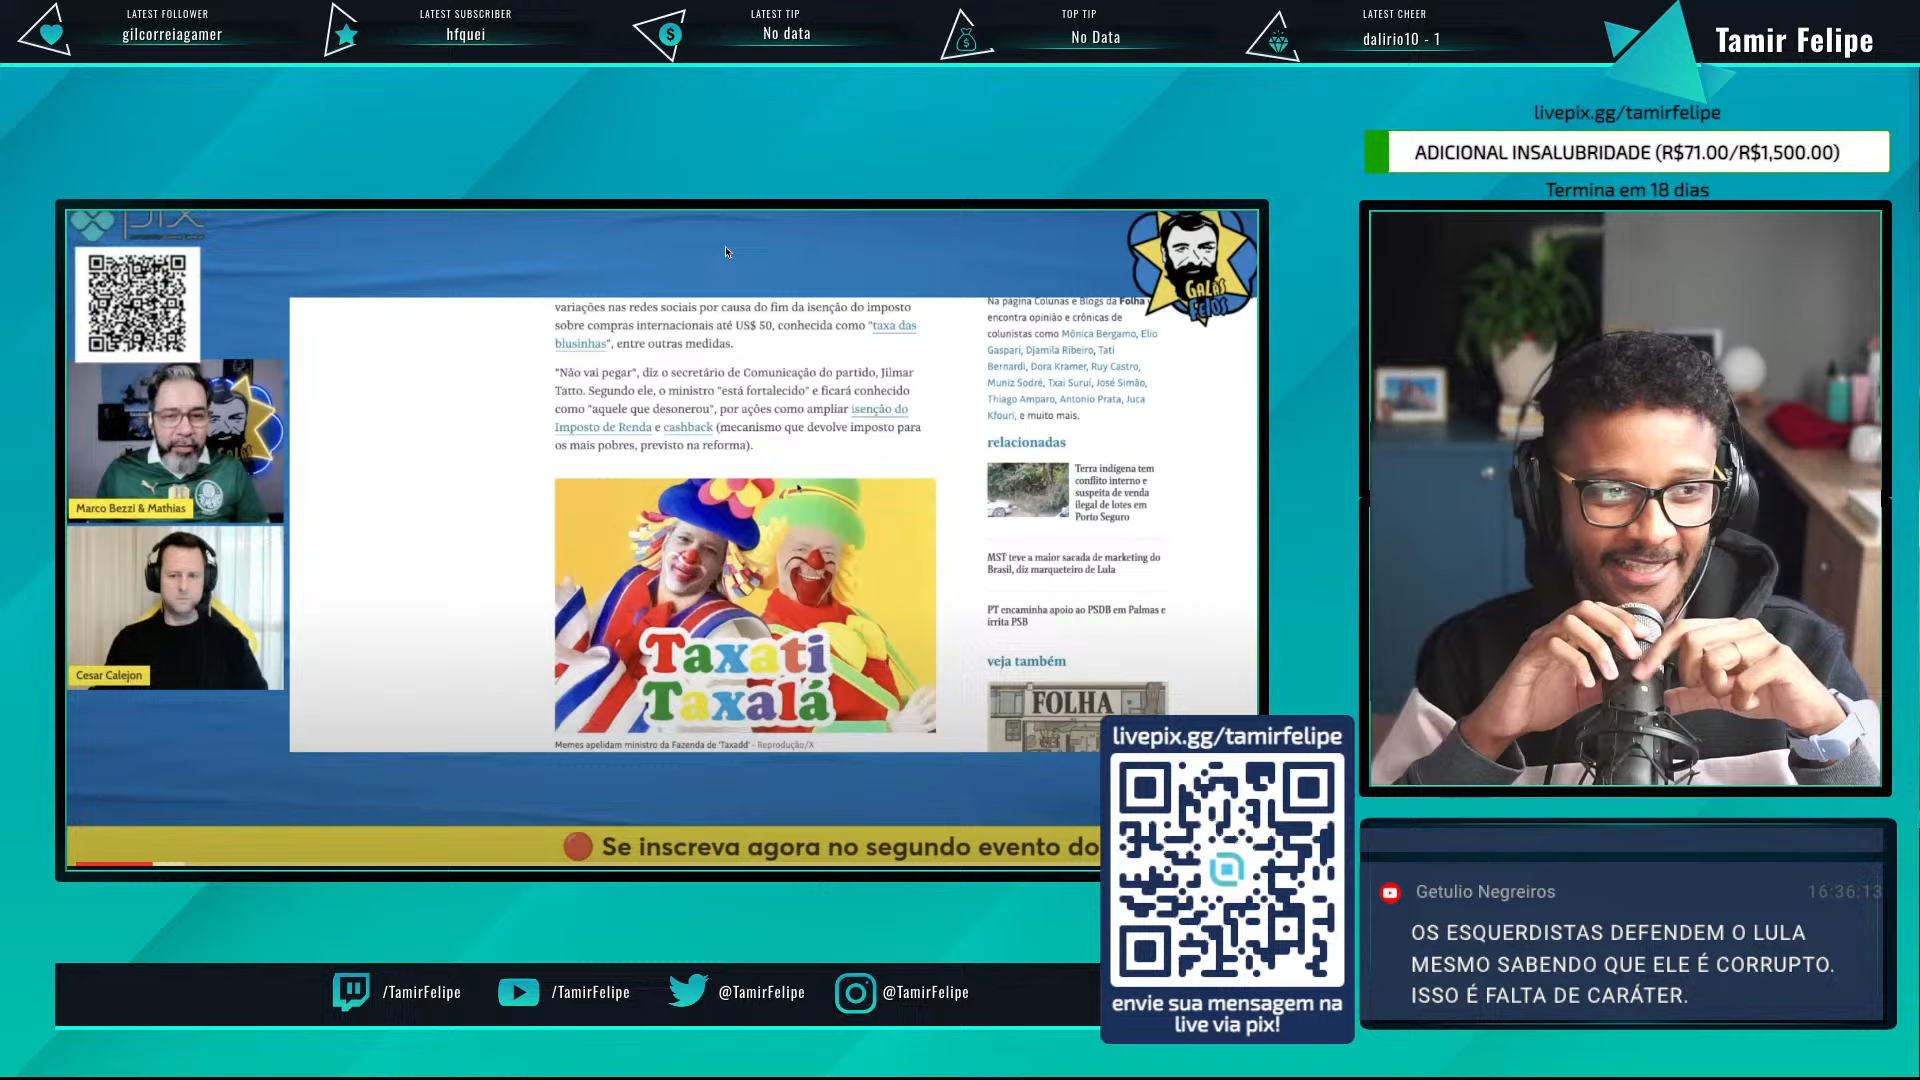 LATEST FOLLOWER
gilcorreiagamer
LATEST SUBSCRIBER
hfquei
LATEST TIP
No data
TOP TIP
No Data
LATEST CHEER
dalirio10 - 1
Tamir Felipe
livepix.gg/tamirfelipe
ADICIONAL INSALUBRIDADE (R$71.00/R$1,500.00)
Termina em 18 dias
pix
GALÃS
FEIOS
variações nas redes sociais por causa do fim da isenção do imposto
sobre compras internacionais até US$ 50, conhecida como "taxa das
blusinhas", entre outras medidas.
"Não vai pegar", diz o secretário de Comunicação do partido, Jilmar
Tatto. Segundo ele, o ministro "está fortalecido" e ficará conhecido
como "aquele que desonerou", por ações como ampliar isenção do
Imposto de Renda e cashback (mecanismo que devolve imposto para
os mais pobres, previsto na reforma).
Taxati
Taxalá
Memes apelidam ministro da Fazenda de 'Taxadd' - Reprodução/X
Na página Colunas e Blogs da Folha
encontra opinião e crônicas de
colunistas como Mônica Bergamo, Elio
Gaspari, Djamila Ribeiro, Tati
Bernardi, Dora Kramer, Ruy Castro,
Muniz Sodré, Txai Suruí, José Simão,
Thiago Amparo, Antonio Prata, Juca
Kfouri, e muito mais.
relacionadas
Terra indígena tem
conflito interno e
suspeita de venda
ilegal de lotes em
Porto Seguro
MST teve a maior sacada de marketing do
Brasil, diz marqueteiro de Lula
PT encaminha apoio ao PSDB em Palmas e
irrita PSB
veja também
FOLHA
Marco Bezzi & Mathias
Cesar Calejon
Se inscreva agora no segundo evento do
livepix.gg/tamirfelipe
envie sua mensagem na
live via pix!
Getulio Negreiros
16:36:13
OS ESQUERDISTAS DEFENDEM O LULA
MESMO SABENDO QUE ELE É CORRUPTO.
ISSO É FALTA DE CARÁTER.
/TamirFelipe
/TamirFelipe
@TamirFelipe
@TamirFelipe